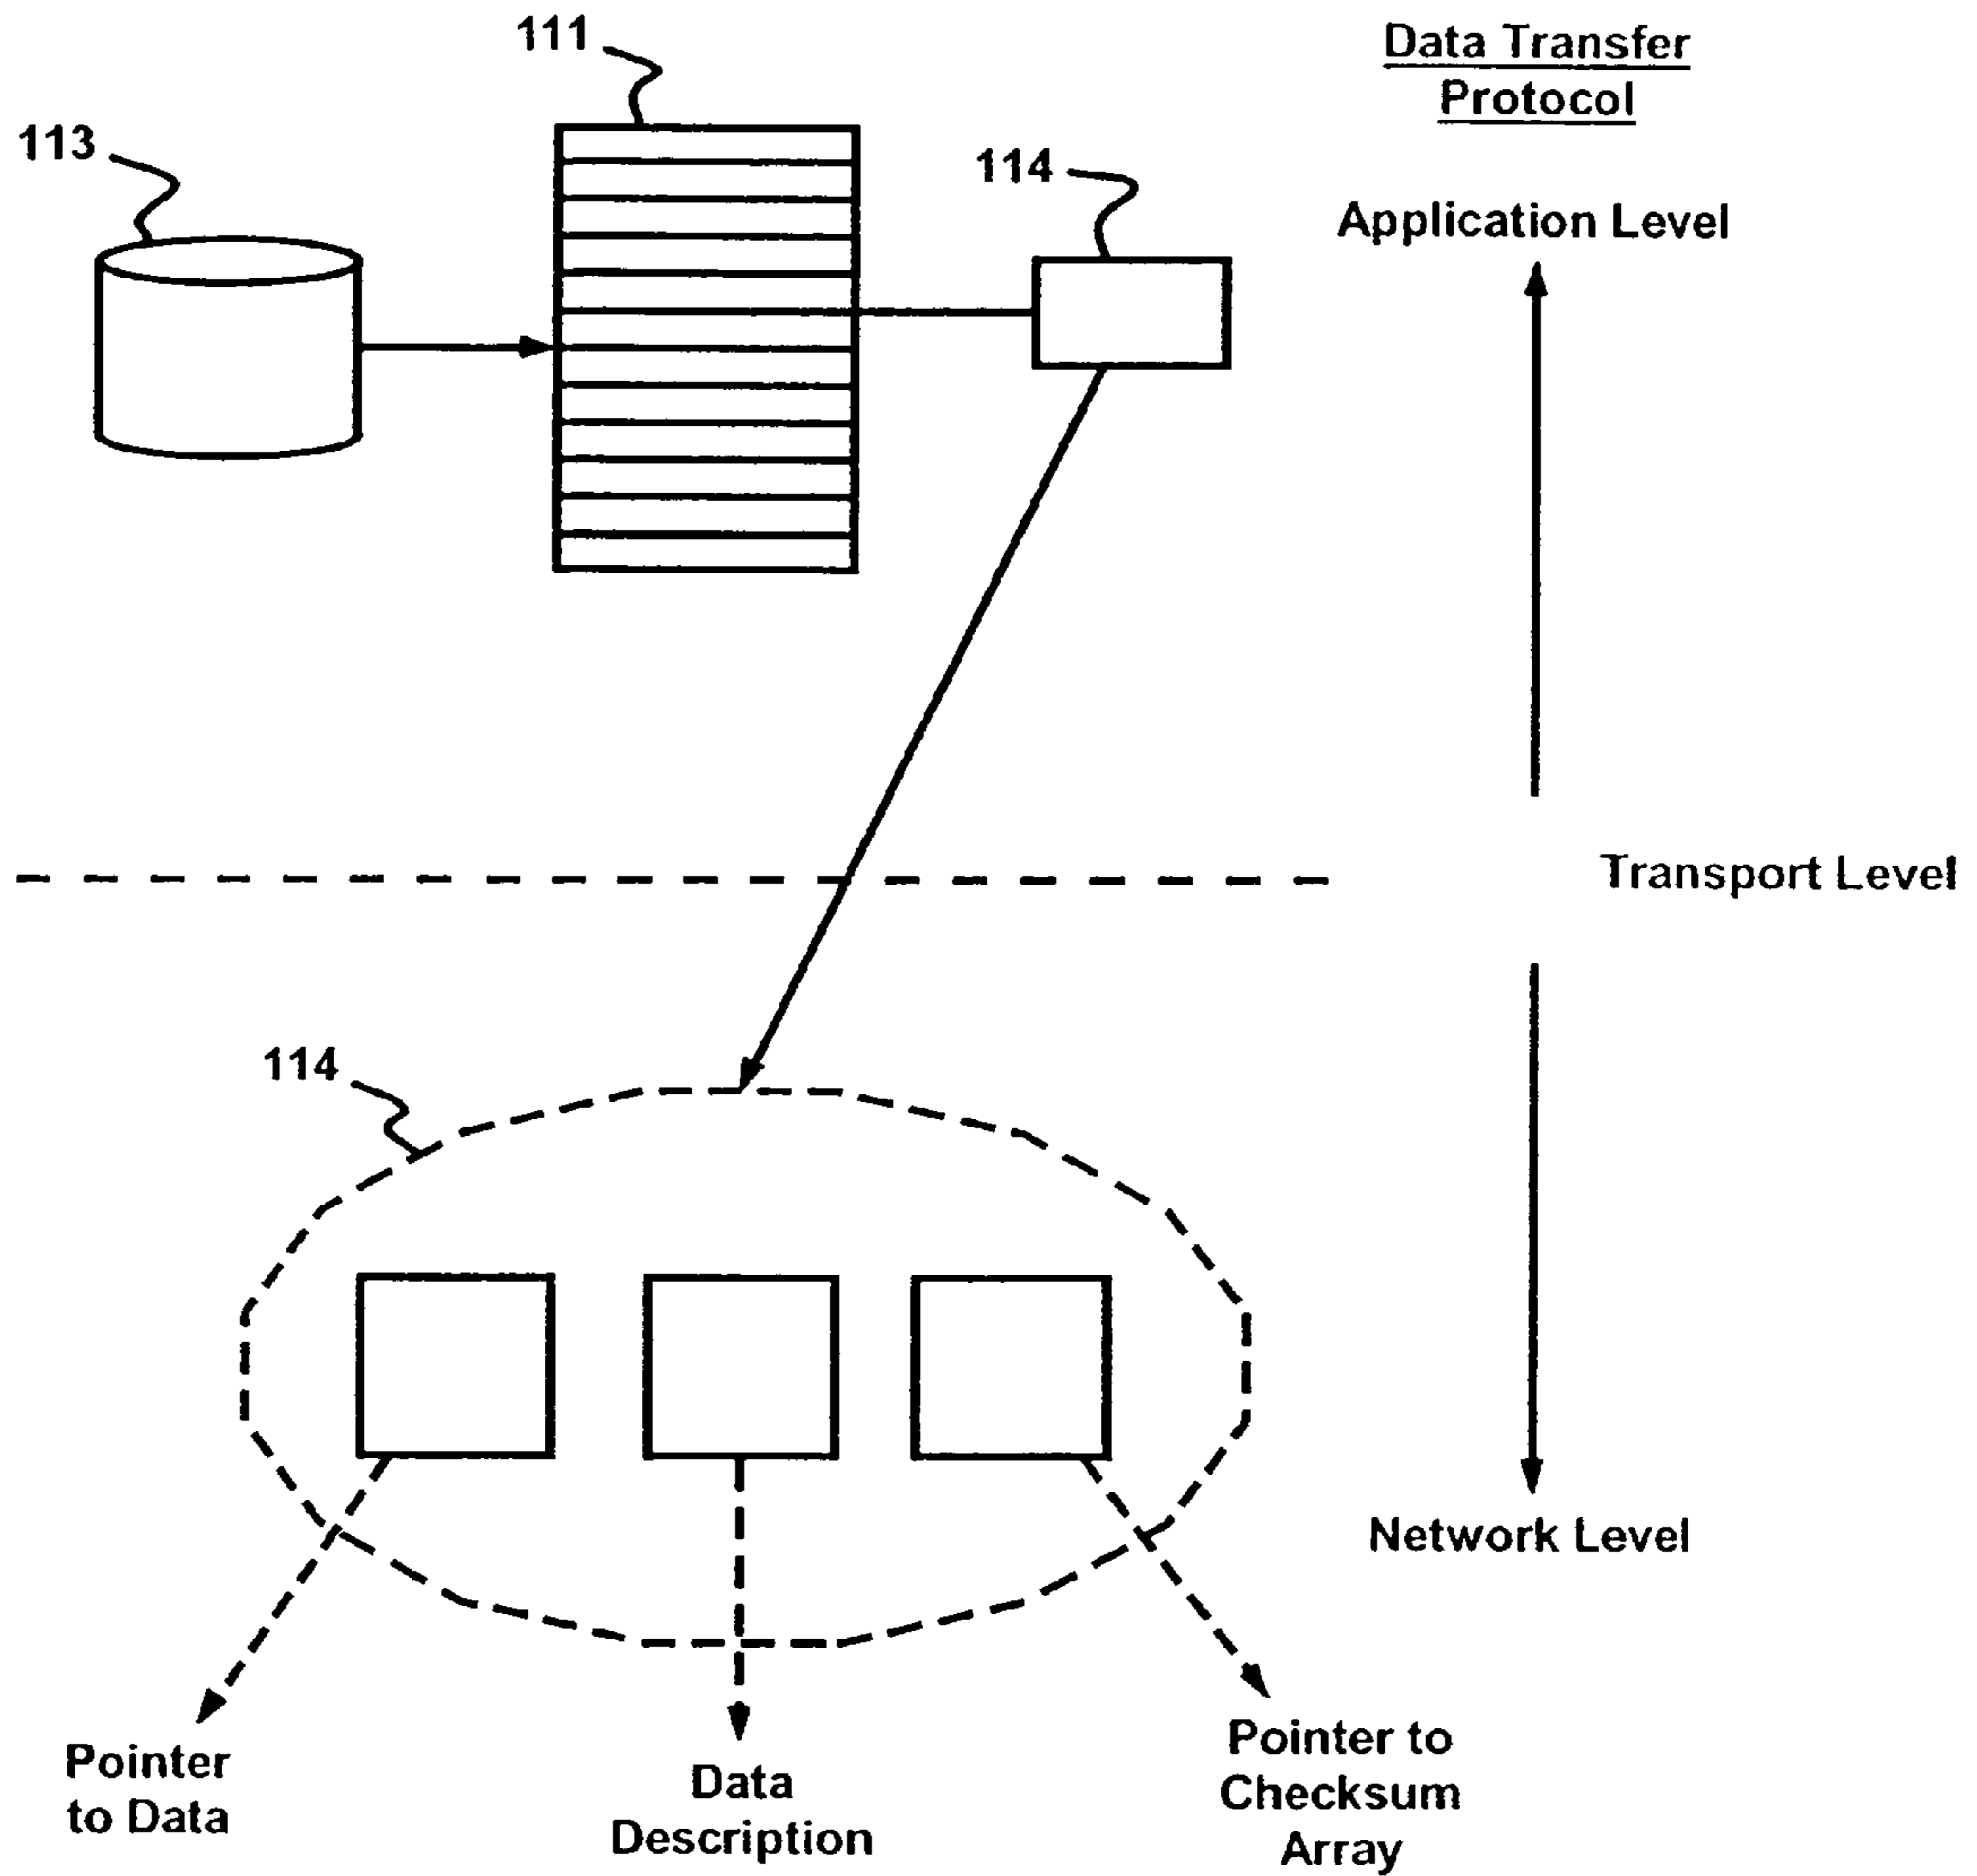 111
Data Transfer
Protocol
113
114
Application Level
Transport Level
114
Network Level
Pointer
to Data
Data
Description
Pointer to
Checksum
Array